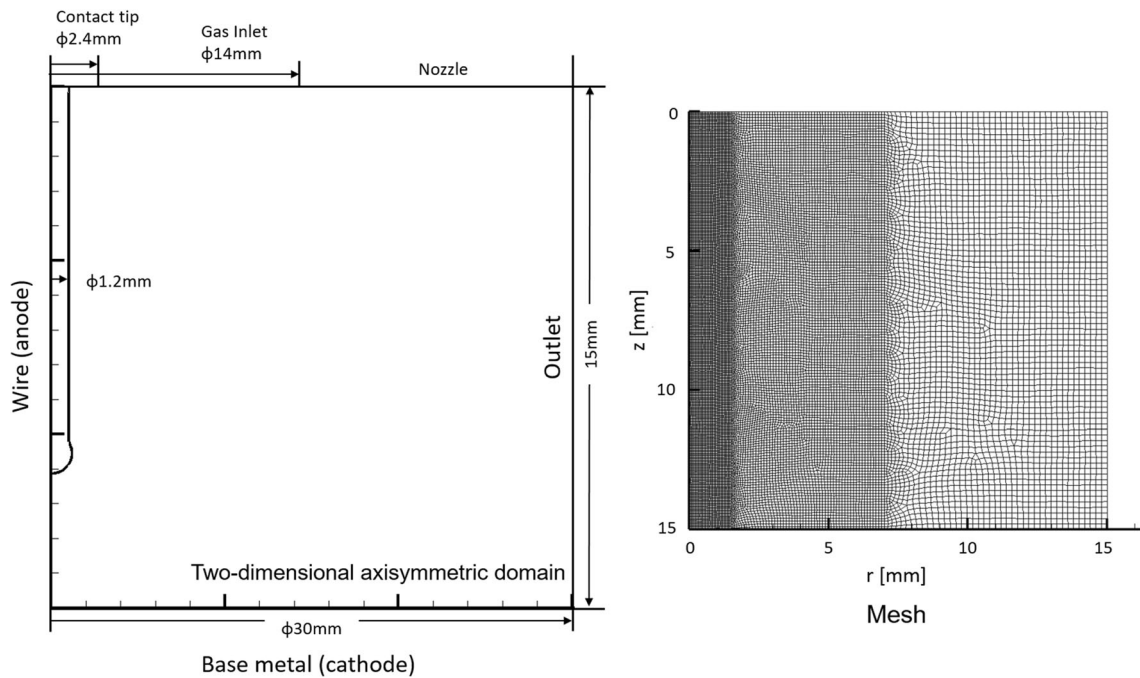 Contact tip
ϕ2.4mm
Gas Inlet
ϕ14mm
Nozzle
Wire (anode)
ϕ1.2mm
Outlet
15mm
Two-dimensional axisymmetric domain
ϕ30mm
Base metal (cathode)
0
5
10
15
z [mm]
0
5
10
15
r [mm]
Mesh